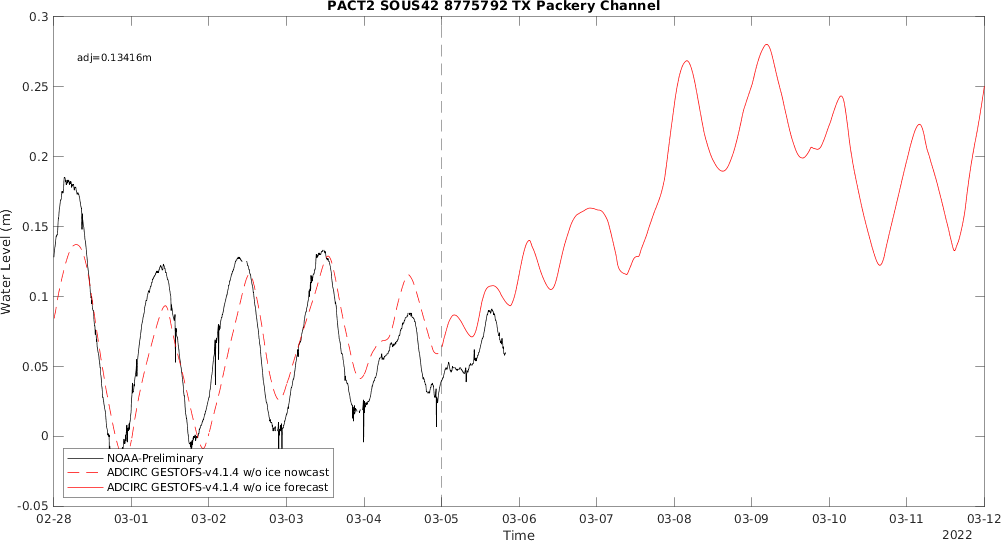 PACT2 SOUS42 8775792 TX Packery Channel
adj=0.13416m
0.3
0.25
0.2
0.15
0.1
0.05
0
-0.05
Water Level (m)
NOAA-Preliminary
ADCIRC GESTOFS-v4.1.4 w/o ice nowcast
ADCIRC GESTOFS-v4.1.4 w/o ice forecast
02-28 03-01 03-02 03-03 03-04 03-05 03-06 03-07 03-08 03-09 03-10 03-11 03-12
Time
2022